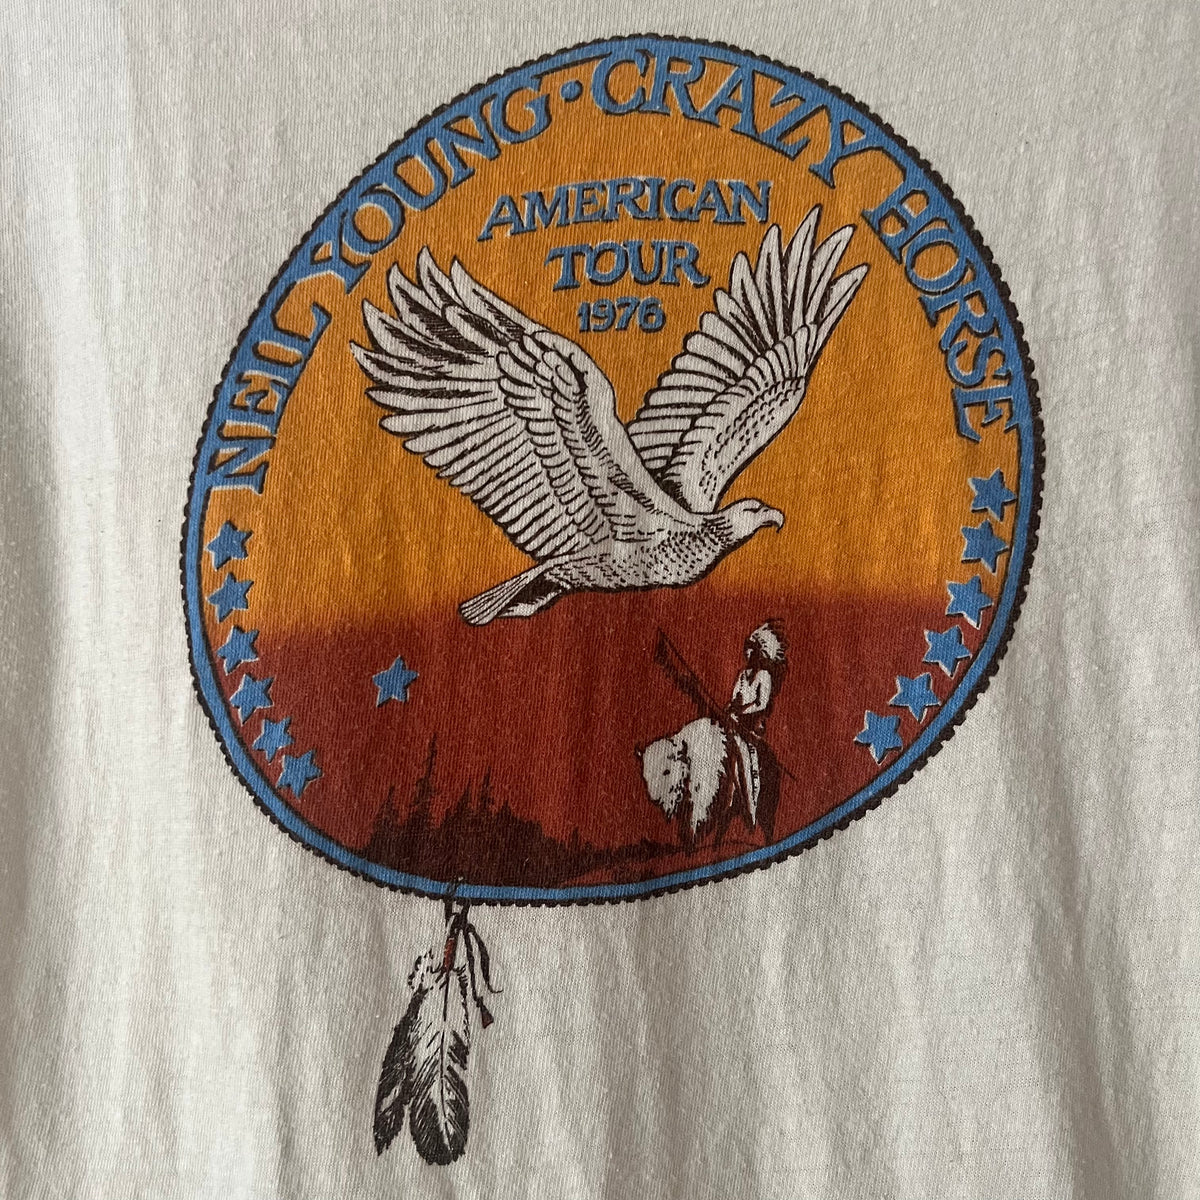 NEIL YOUNG · CRAZY HORSE
AMERICAN
TOUR
1976